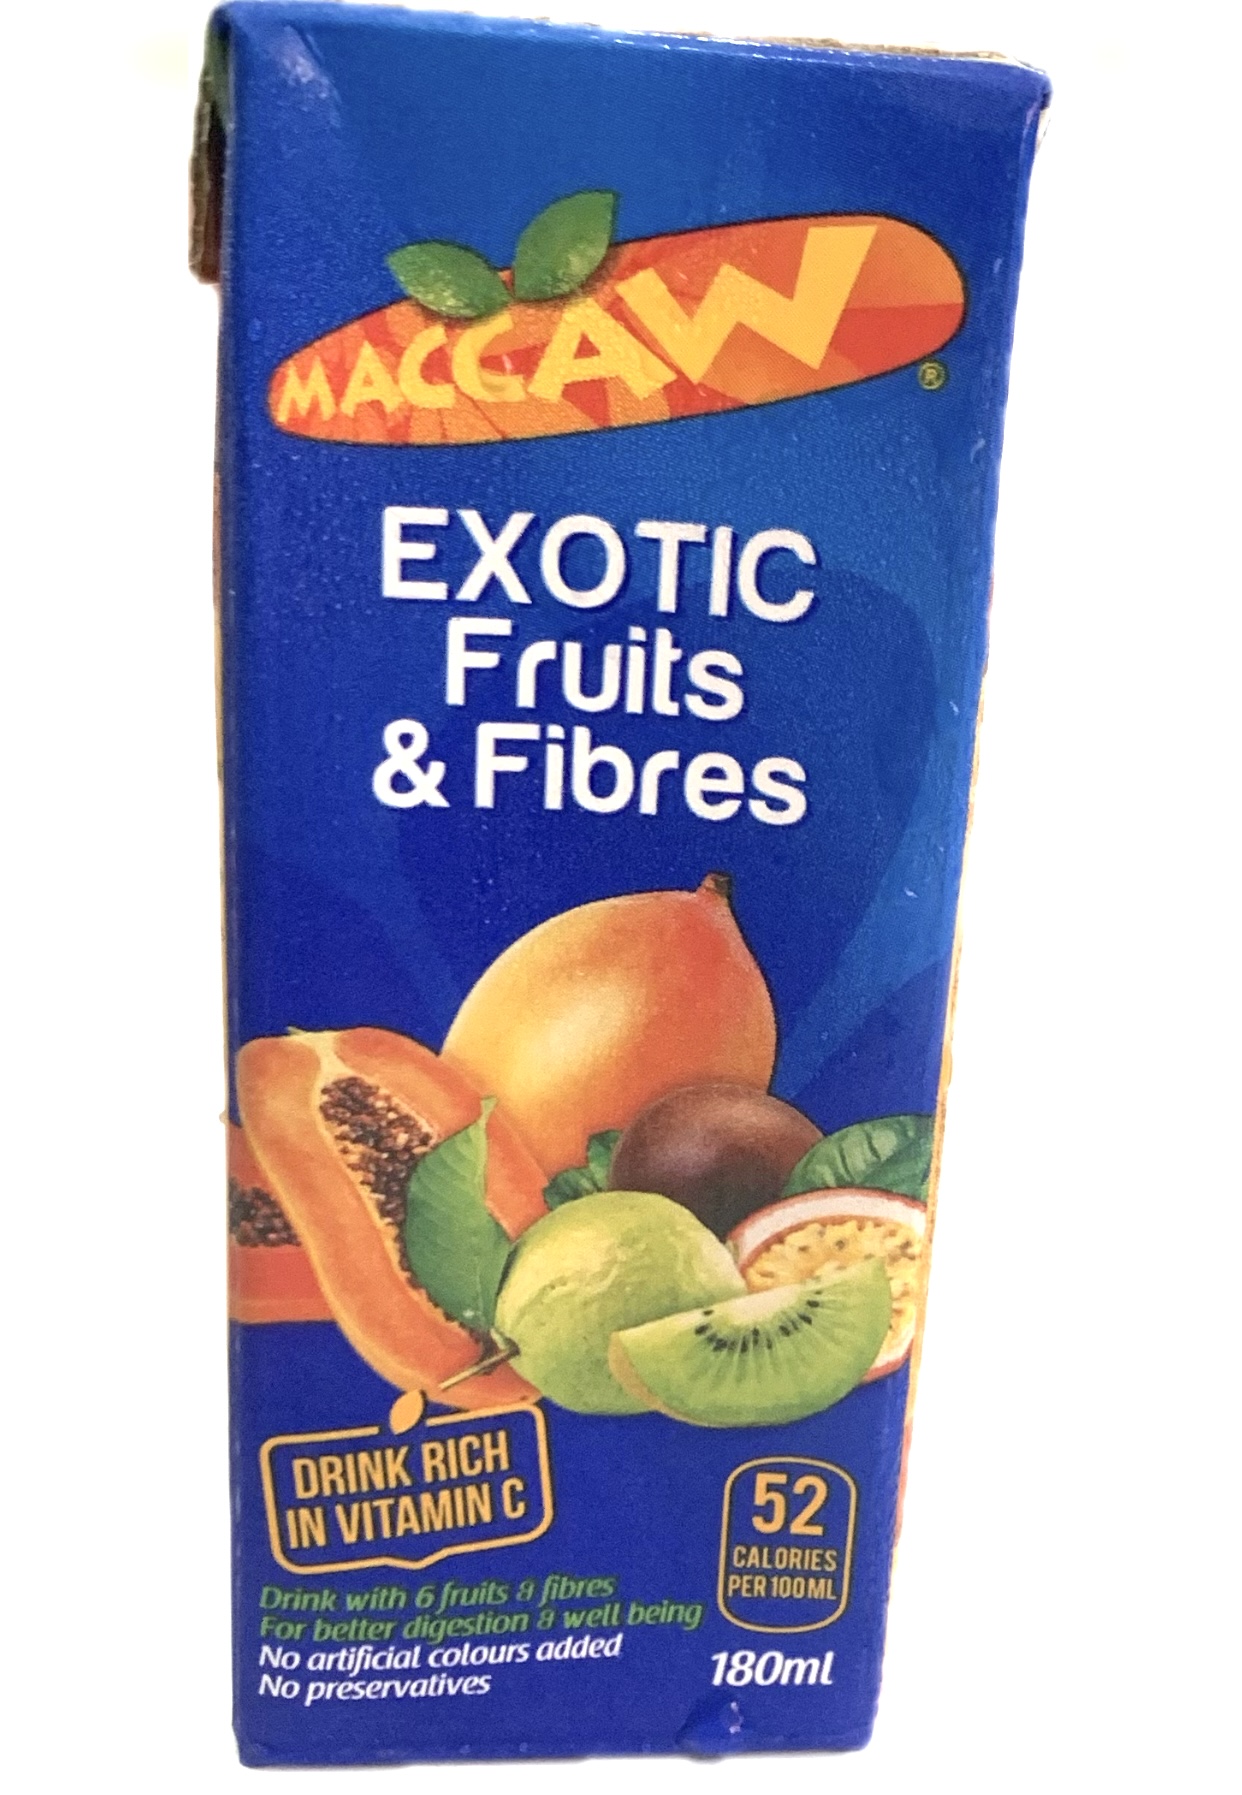 MACCAW
®
EXOTIC
Fruits
& Fibres
DRINK RICH
IN VITAMIN C
52
CALORIES
PER 100ML
Drink with 6 fruits & fibres
For better digestion & well being
No artificial colours added
No preservatives
180ml